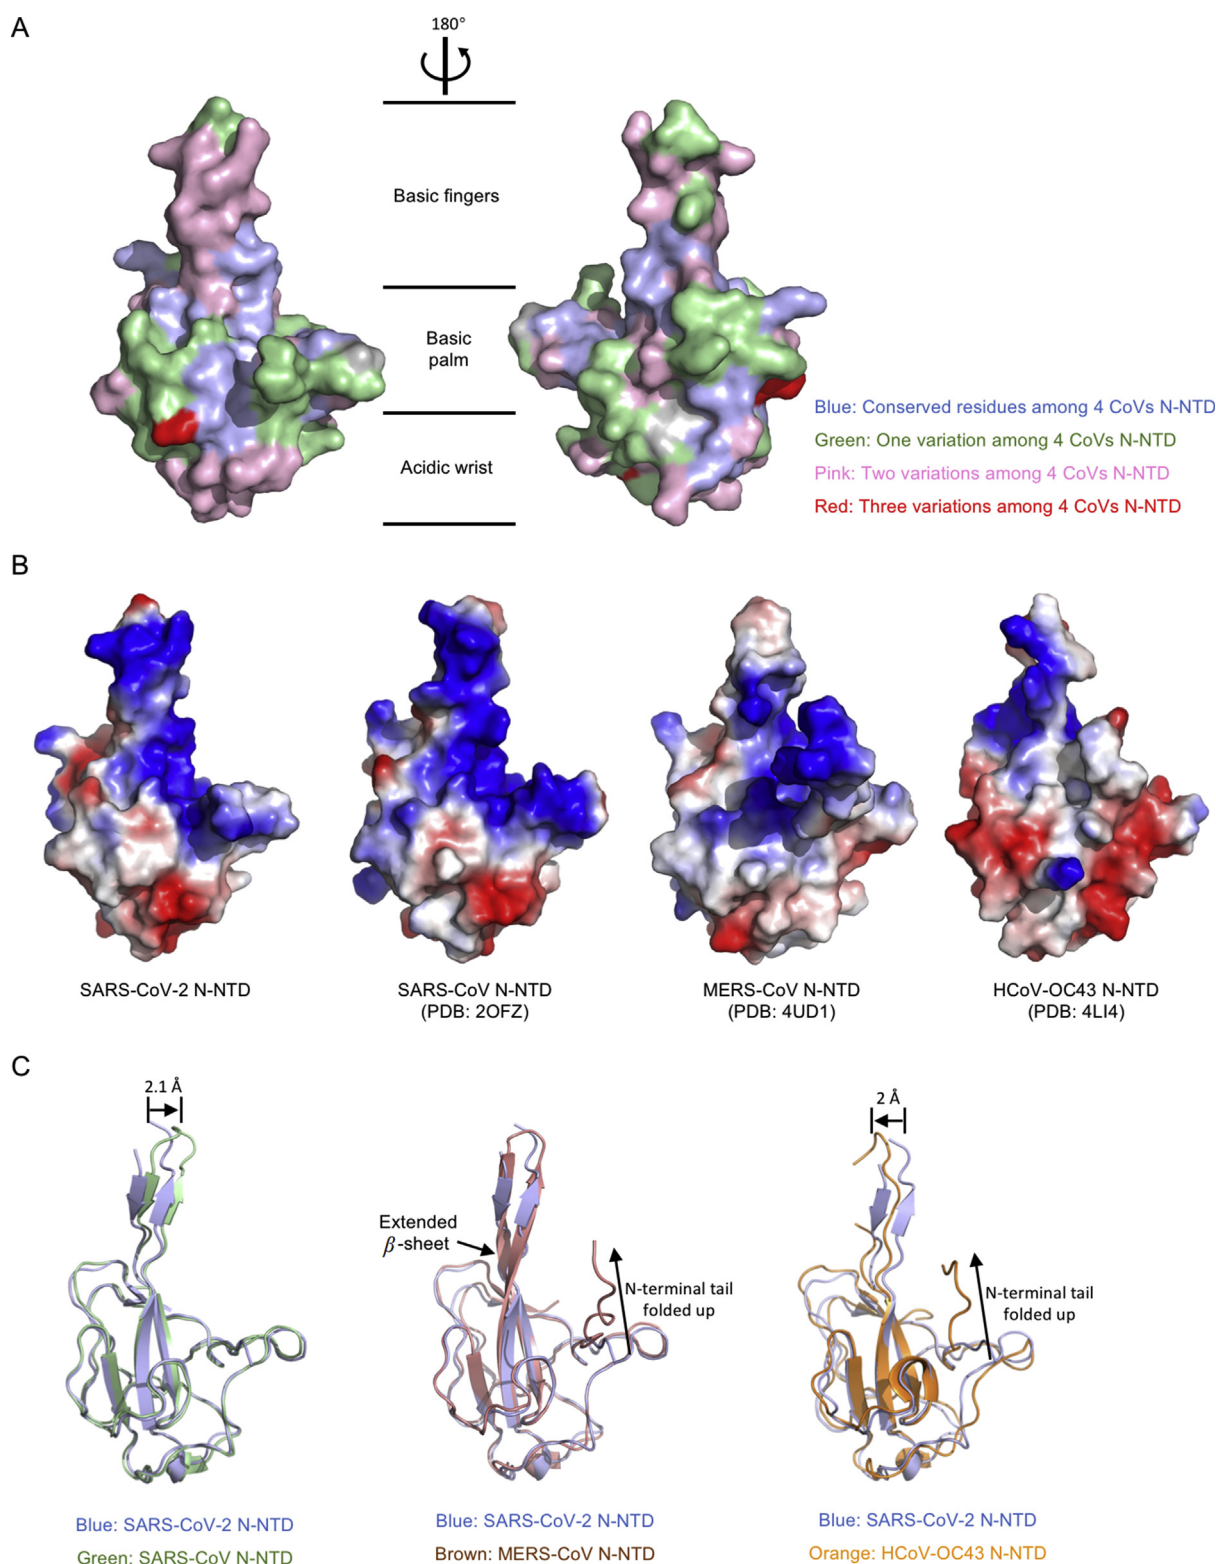 A
180°
Basic fingers
Basic
palm
Acidic wrist
Blue: Conserved residues among 4 CoVs N-NTD
Green: One variation among 4 CoVs N-NTD
Pink: Two variations among 4 CoVs N-NTD
Red: Three variations among 4 CoVs N-NTD
B
SARS-CoV-2 N-NTD
SARS-CoV N-NTD
(PDB: 2OFZ)
MERS-CoV N-NTD
(PDB: 4UD1)
HCoV-OC43 N-NTD
(PDB: 4LI4)
C
2.1 Å
Extended
β-sheet
N-terminal tail
folded up
2 Å
N-terminal tail
folded up
Blue: SARS-CoV-2 N-NTD
Green: SARS-CoV N-NTD
Blue: SARS-CoV-2 N-NTD
Brown: MERS-CoV N-NTD
Blue: SARS-CoV-2 N-NTD
Orange: HCoV-OC43 N-NTD